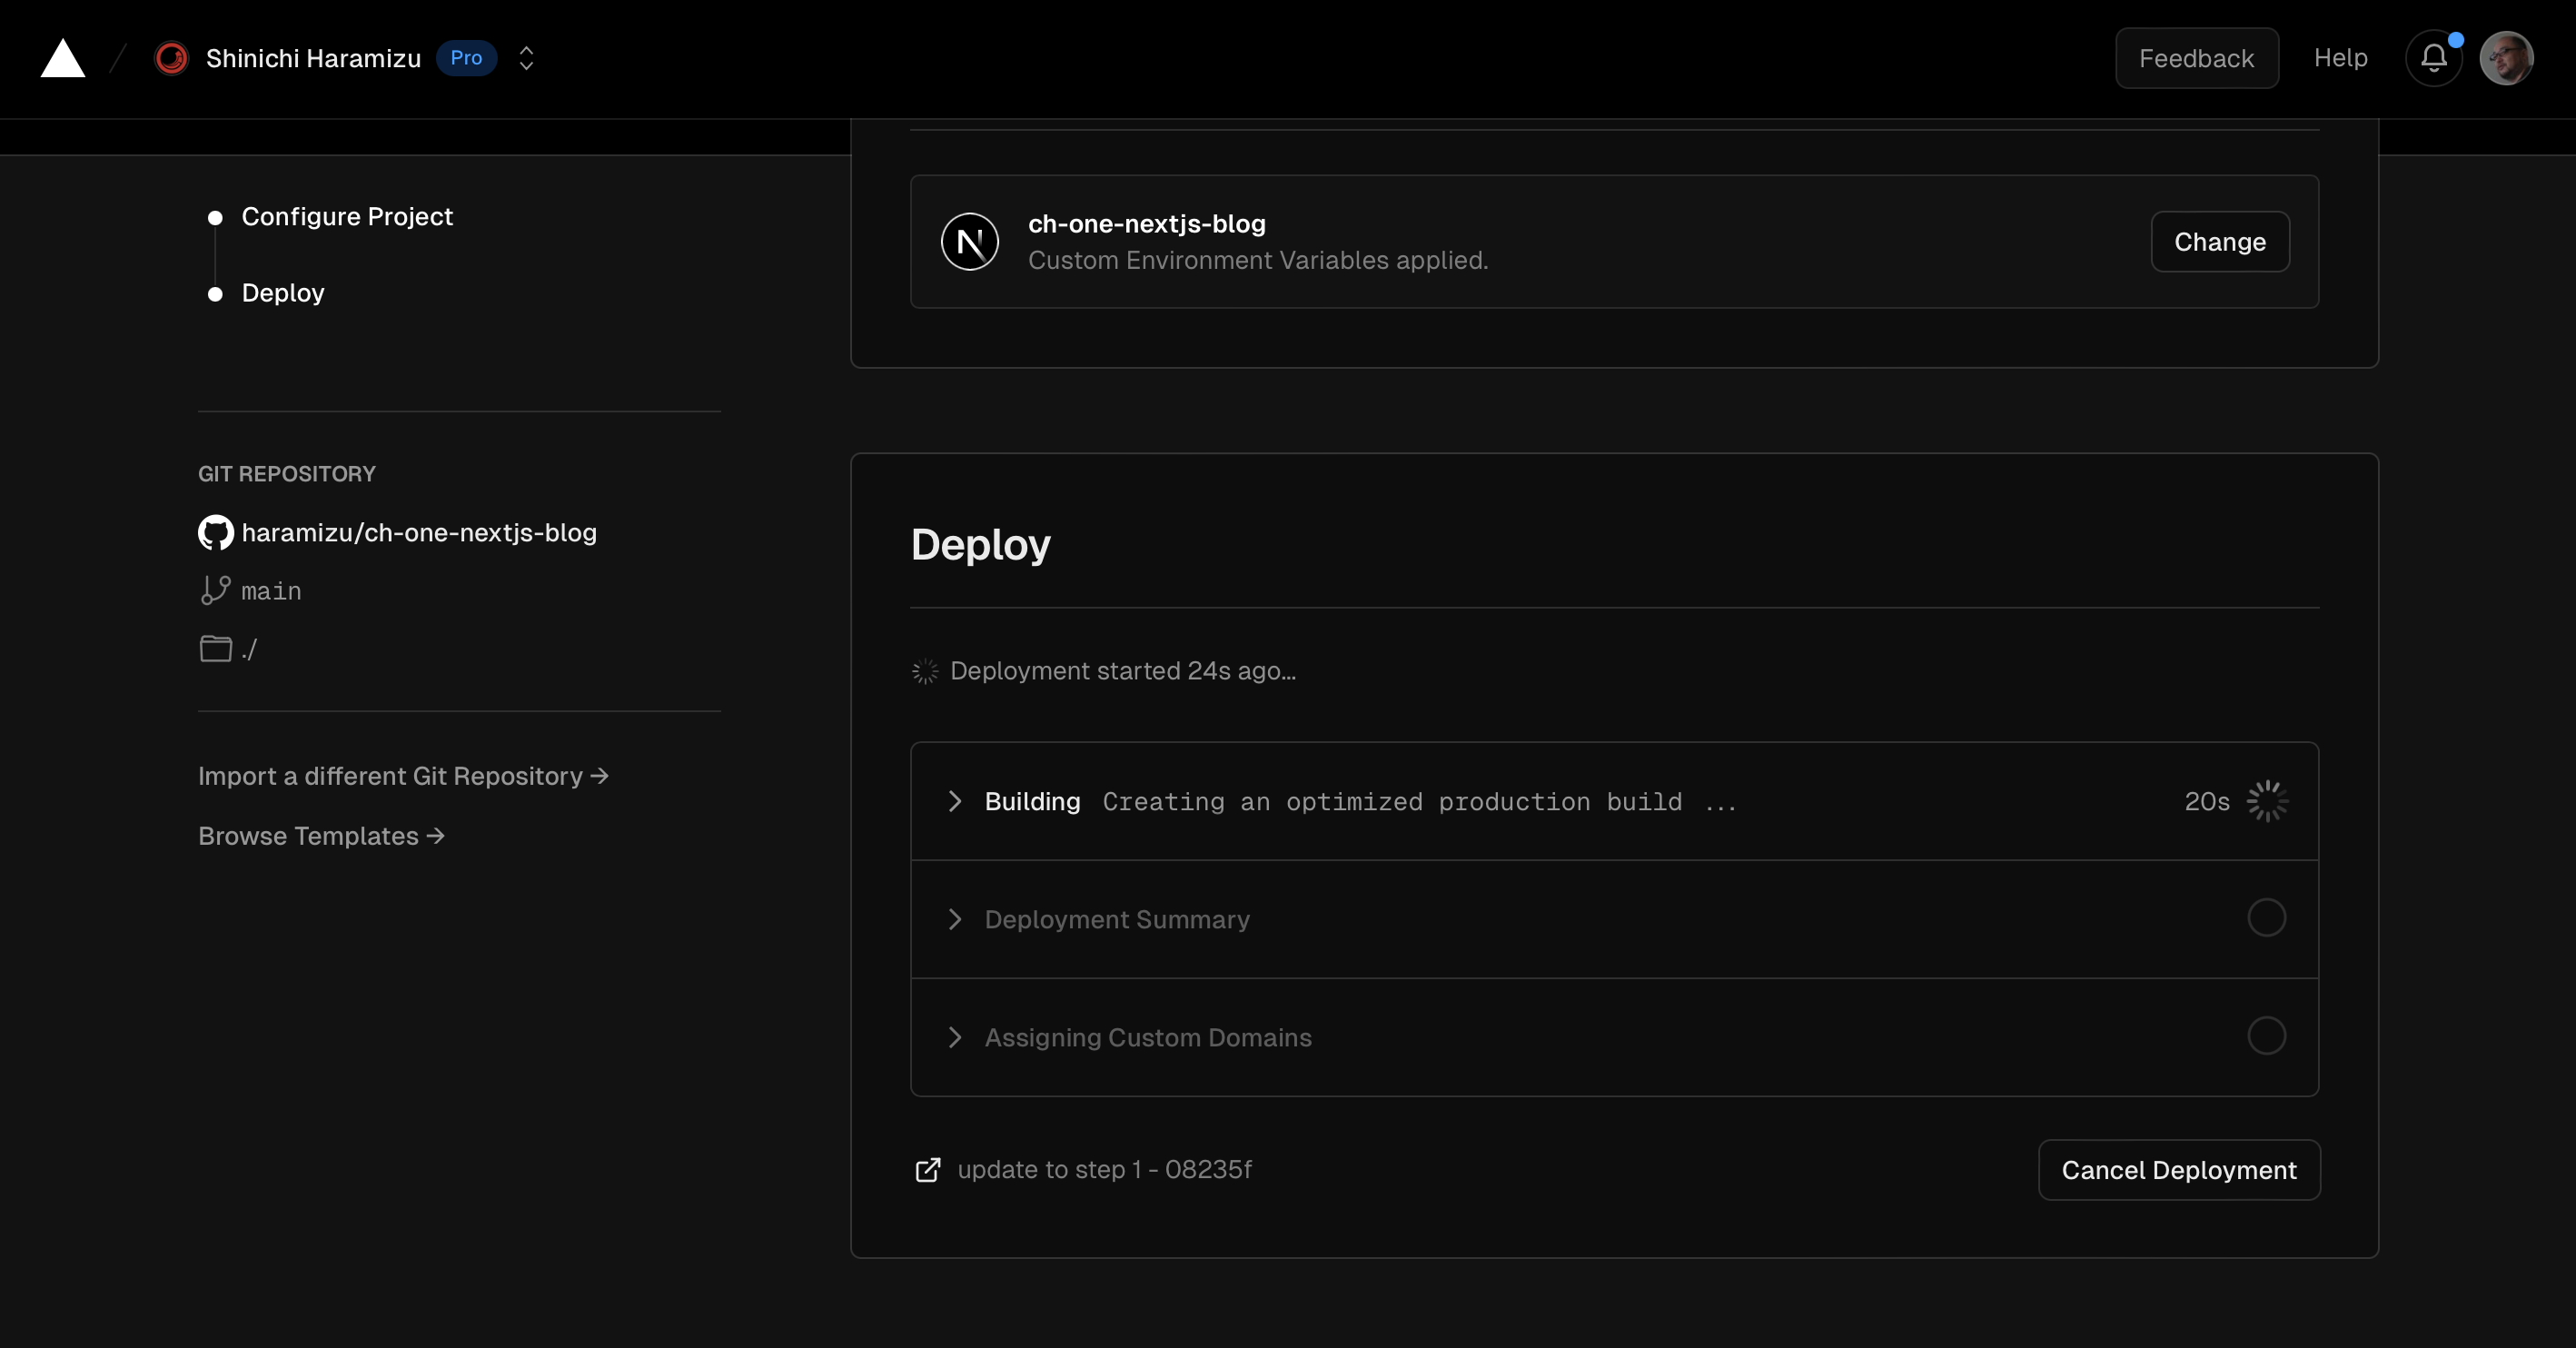 Shinichi Haramizu Pro
Feedback Help
Configure Project
Deploy
GIT REPOSITORY
haramizu/ch-one-nextjs-blog
main
./
Import a different Git Repository →
Browse Templates →
N
ch-one-nextjs-blog
Custom Environment Variables applied.
Change
Deploy
Deployment started 24s ago...
Building Creating an optimized production build ... 20s
Deployment Summary
Assigning Custom Domains
update to step 1 - 08235f
Cancel Deployment